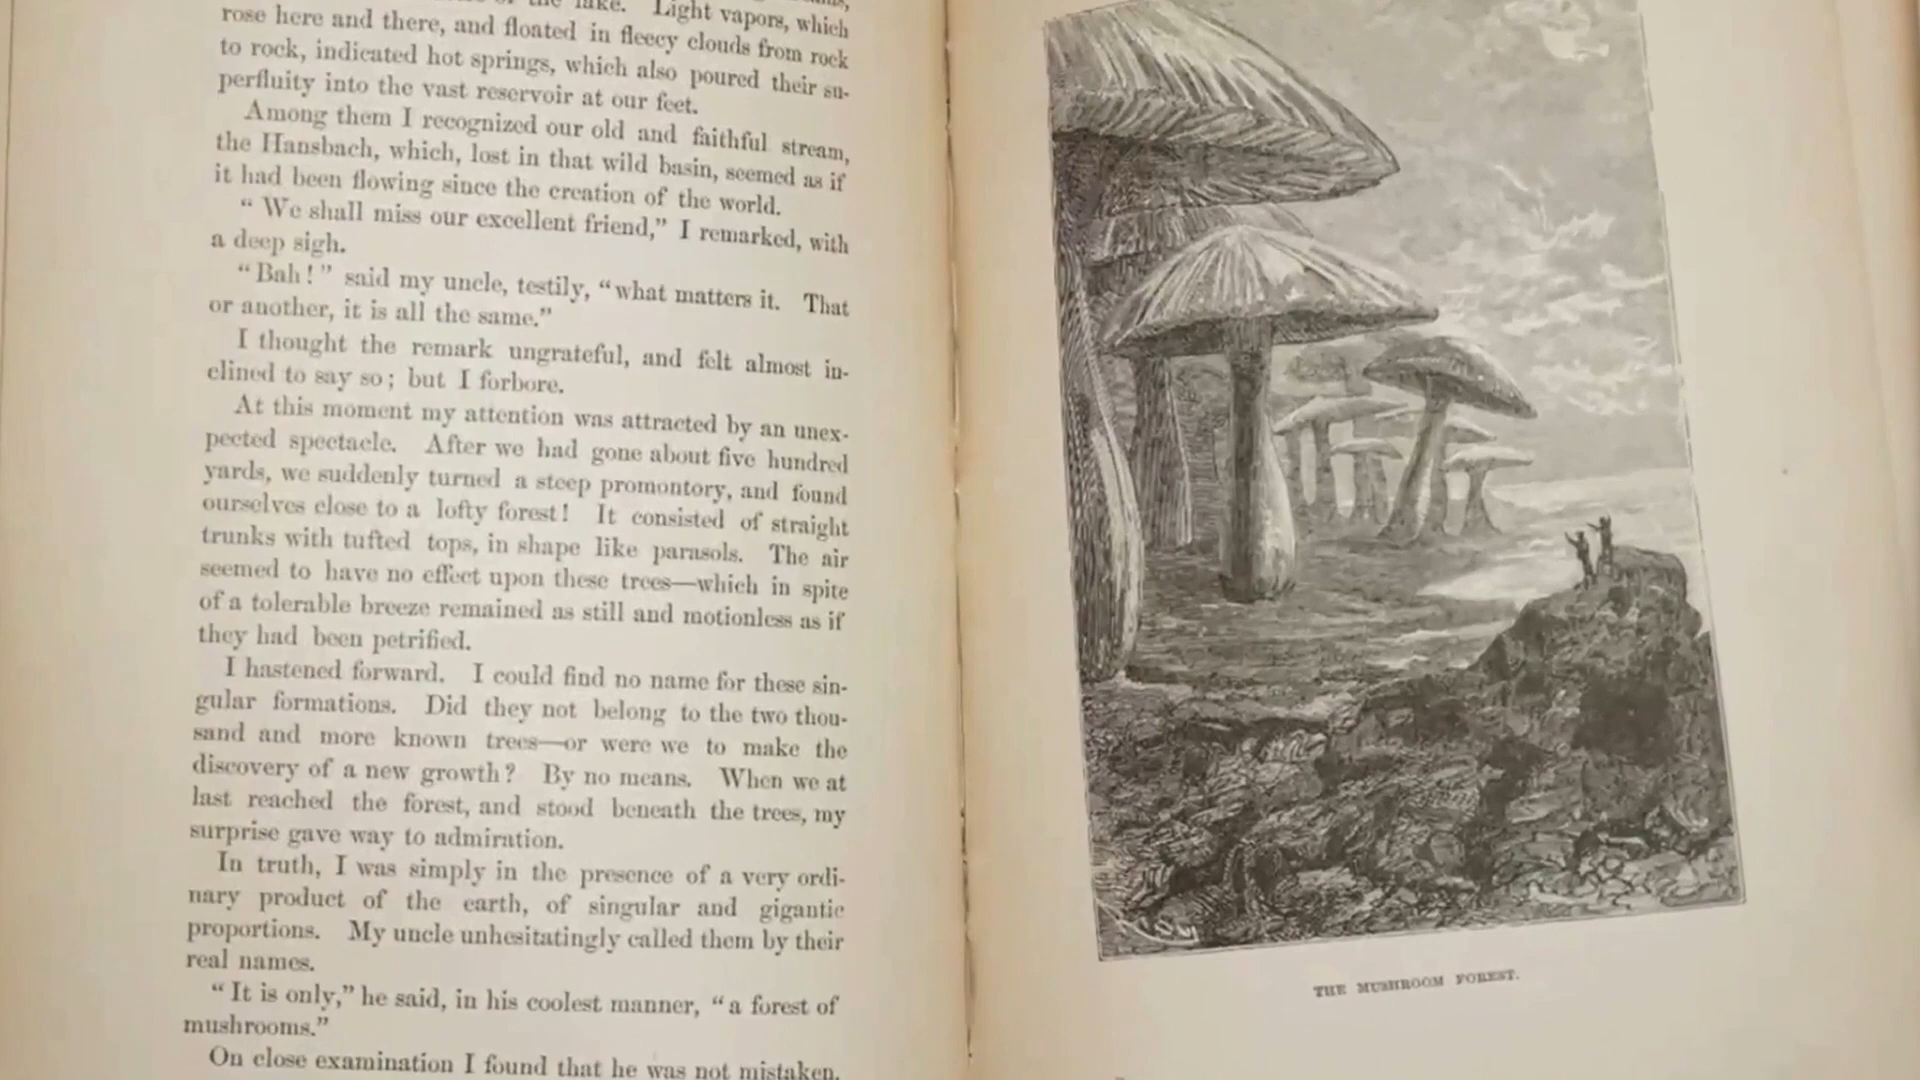 the lake. Light vapors, which
rose here and there, and floated in fleecy clouds from rock
to rock, indicated hot springs, which also poured their su-
perfluity into the vast reservoir at our feet.
Among them I recognized our old and faithful stream,
the Hansbach, which, lost in that wild basin, seemed as if
it had been flowing since the creation of the world.
“We shall miss our excellent friend,” I remarked, with
a deep sigh.
“Bah!” said my uncle, testily, “what matters it. That
or another, it is all the same.”
I thought the remark ungrateful, and felt almost in-
clined to say so; but I forbore.
At this moment my attention was attracted by an unex-
pected spectacle. After we had gone about five hundred
yards, we suddenly turned a steep promontory, and found
ourselves close to a lofty forest! It consisted of straight
trunks with tufted tops, in shape like parasols. The air
seemed to have no effect upon these trees—which in spite
of a tolerable breeze remained as still and motionless as if
they had been petrified.
I hastened forward. I could find no name for these sin-
gular formations. Did they not belong to the two thou-
sand and more known trees—or were we to make the
discovery of a new growth? By no means. When we at
last reached the forest, and stood beneath the trees, my
surprise gave way to admiration.
In truth, I was simply in the presence of a very ordi-
nary product of the earth, of singular and gigantic
proportions. My uncle unhesitatingly called them by their
real names.
“It is only,” he said, in his coolest manner, “a forest of
mushrooms.”
On close examination I found that he was not mistaken.
THE MUSHROOM FOREST.